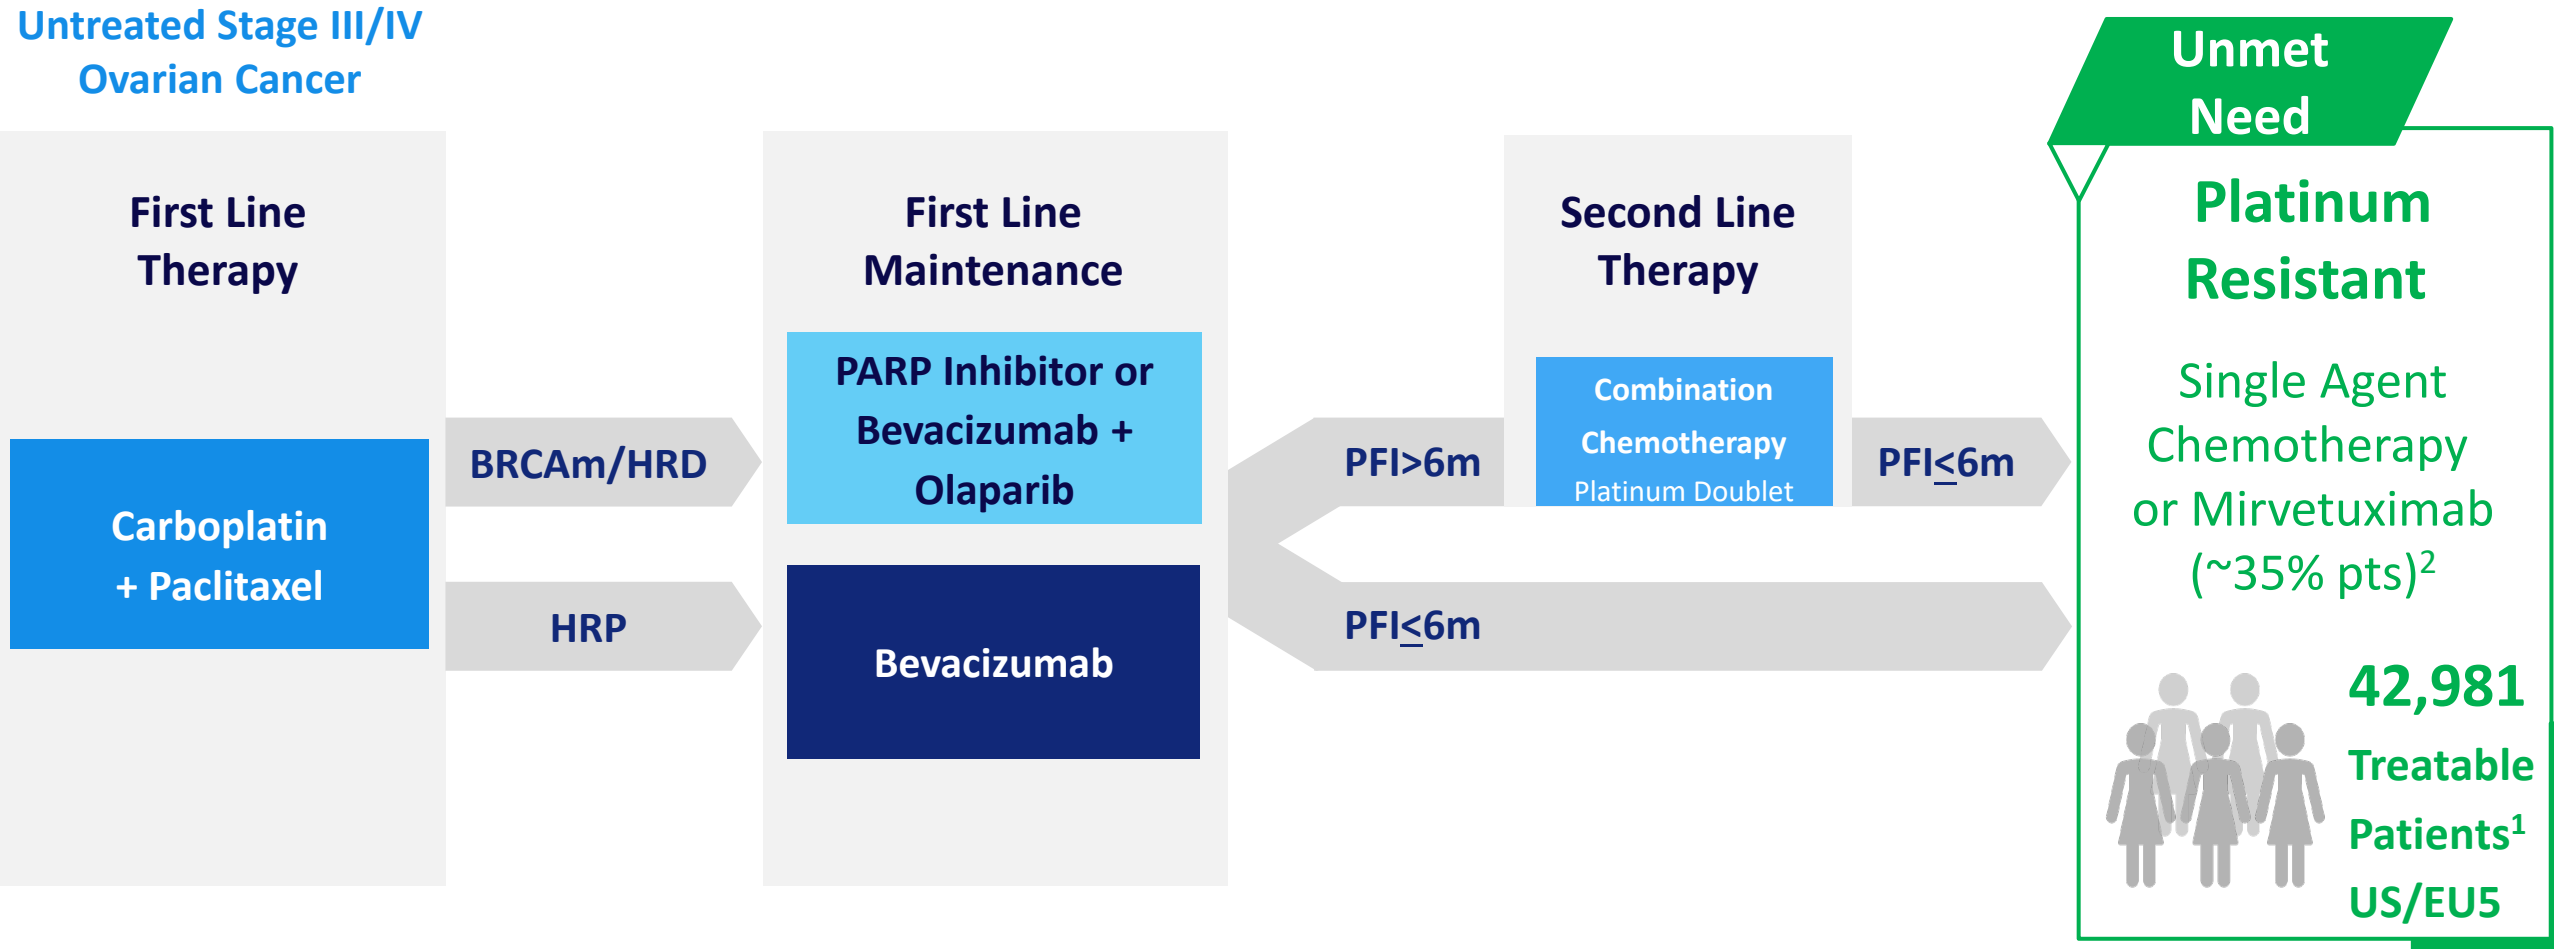 Untreated Stage III/IV
Ovarian Cancer
First Line
Therapy
Carboplatin
+ Paclitaxel
BRCAm/HRD
HRP
First Line
Maintenance
PARP Inhibitor or
Bevacizumab +
Olaparib
Bevacizumab
PFI>6m
PFI≤6m
Second Line
Therapy
Combination
Chemotherapy
Platinum Doublet
PFI≤6m
Unmet
Need
Platinum
Resistant
Single Agent
Chemotherapy
or Mirvetuximab
(~35% pts)²
42,981
Treatable
Patients¹
US/EU5